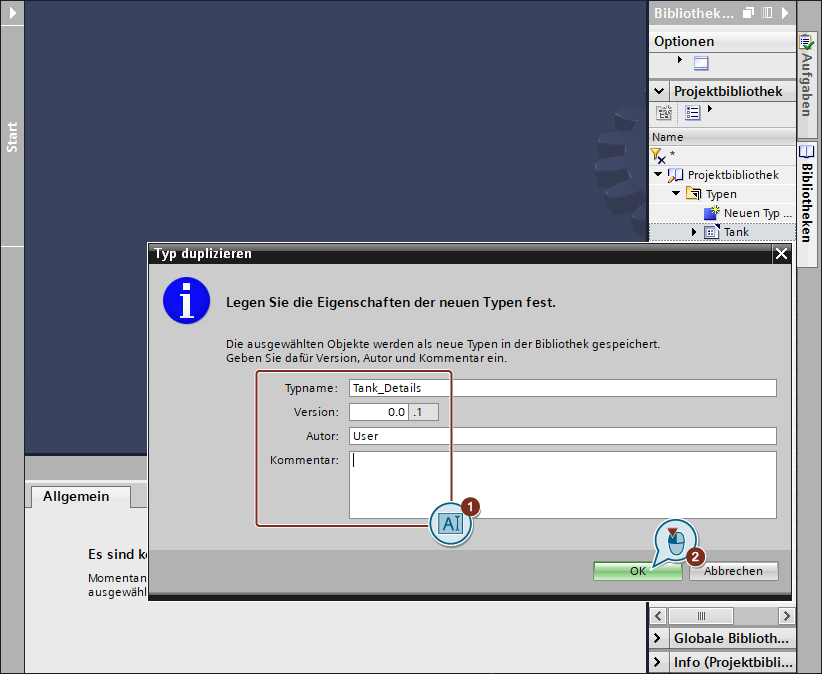 Bibliothek...
Optionen
Projektbibliothek
Name
*
Projektbibliothek
Typen
Neuen Typ ...
Tank
Start
Aufgaben
Bibliotheken
Typ duplizieren
Legen Sie die Eigenschaften der neuen Typen fest.
Die ausgewählten Objekte werden als neue Typen in der Bibliothek gespeichert.
Geben Sie dafür Version, Autor und Kommentar ein.
Typname: Tank_Details
Version: 0.0 .1
Autor: User
Kommentar:
AI
1
2
OK
Abbrechen
Allgemein
Es sind k
Momentan
ausgewähl
Globale Biblioth...
Info (Projektbibli...